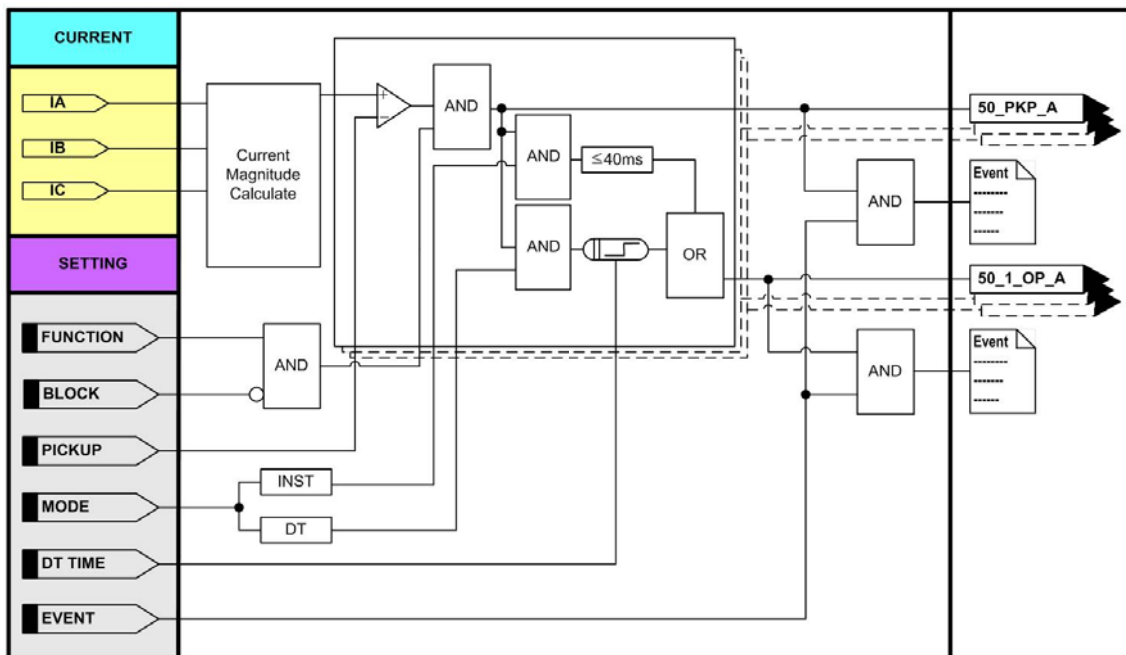 CURRENT
IA
IB
IC
SETTING
FUNCTION
BLOCK
PICKUP
MODE
DT TIME
EVENT
Current
Magnitude
Calculate
AND
INST
DT
+
−
AND
AND
≤40ms
AND
OR
AND
AND
50_PKP_A
Event
50_1_OP_A
Event